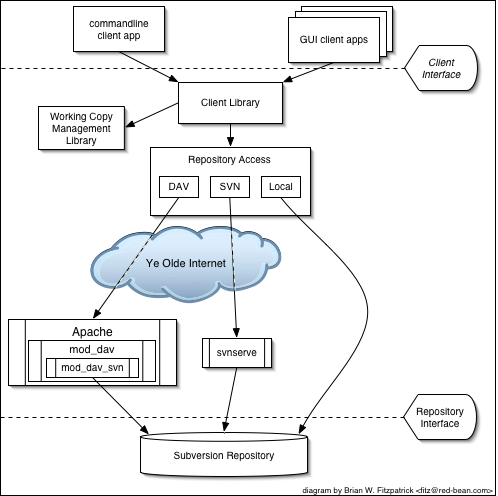 commandline
client app
GUI client apps
Client
Interface
Client Library
Working Copy
Management
Library
Repository Access
DAV
SVN
Local
Ye Olde Internet
Apache
mod_dav
mod_dav_svn
svnserve
Repository
Interface
Subversion Repository
diagram by Brian W. Fitzpatrick <fitz@red-bean.com>